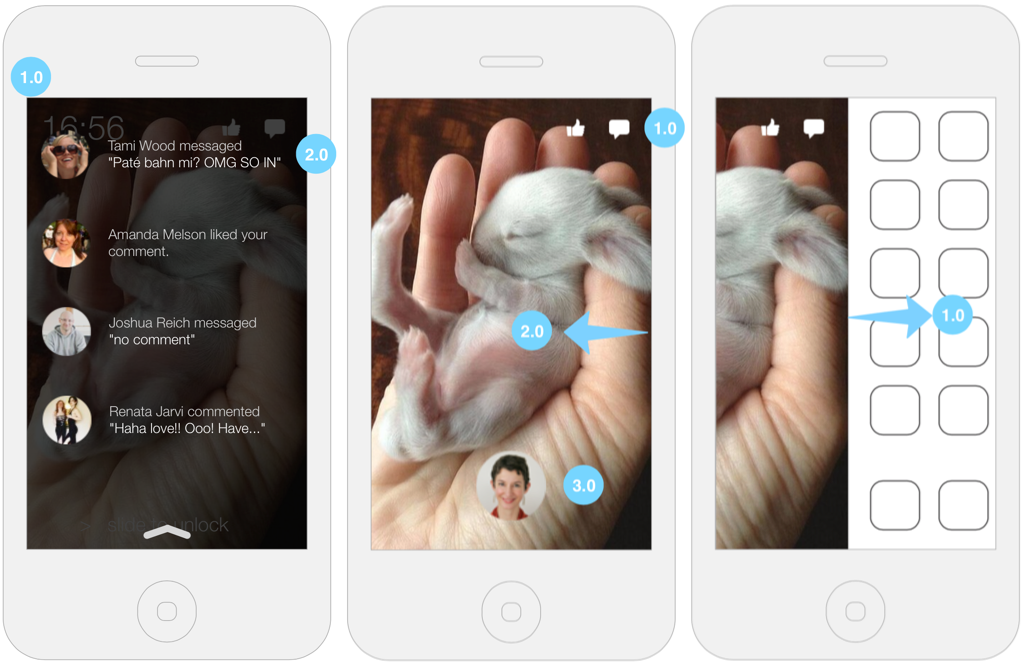 1.0
16:56
Tami Wood messaged
"Paté bahn mi? OMG SO IN"
2.0
Amanda Melson liked your
comment.
Joshua Reich messaged
"no comment"
Renata Jarvi commented
"Haha love!! Ooo! Have..."
> slide to unlock
1.0
2.0
3.0
1.0